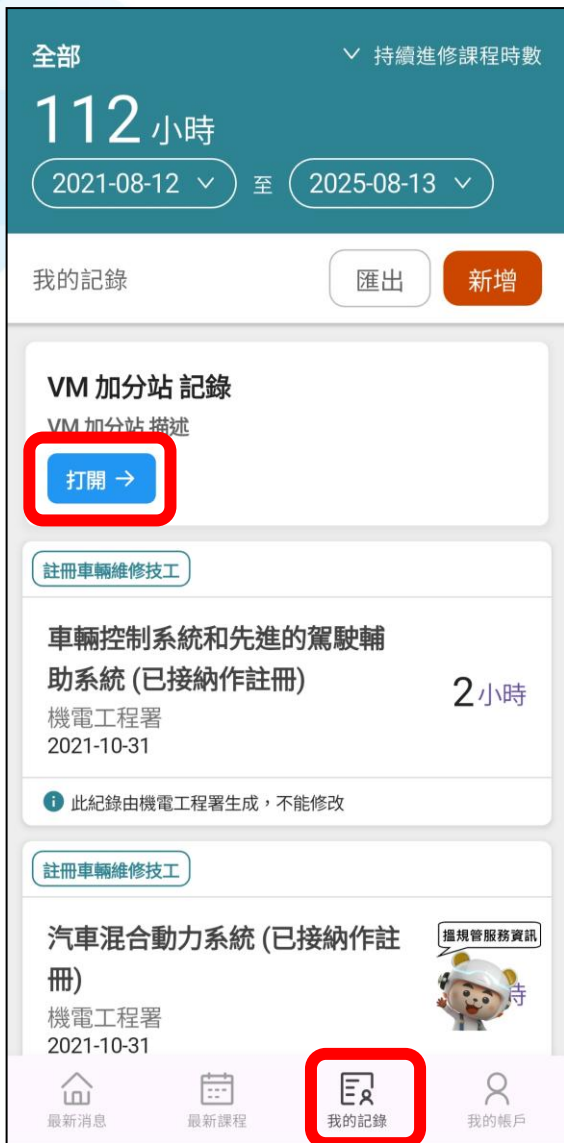 全部
持續進修課程時數
112 小時
2021-08-12 至 2025-08-13
我的記錄 匯出 新增
VM 加分站 記錄
VM 加分站 描述
打開 →
註冊車輛維修技工
車輛控制系統和先進的駕駛輔
助系統 (已接納作註冊)
2小時
機電工程署
2021-10-31
此紀錄由機電工程署生成，不能修改
註冊車輛維修技工
汽車混合動力系統 (已接納作註
冊)
搵規管服務資訊
時
機電工程署
2021-10-31
最新消息 最新課程 我的記錄 我的帳戶